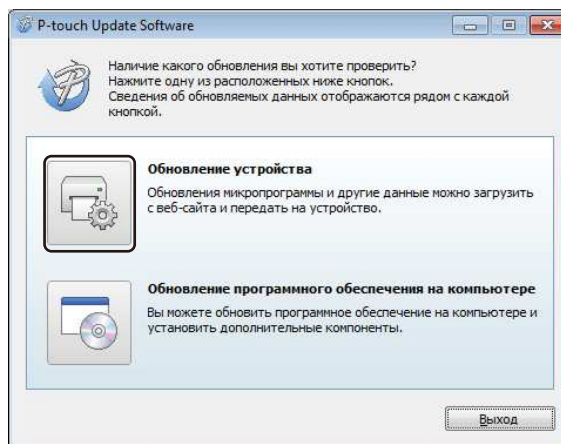 P-touch Update Software
Наличие какого обновления вы хотите проверить?
Нажмите одну из расположенных ниже кнопок.
Сведения об обновляемых данных отображаются рядом с каждой
кнопкой.
Обновление устройства
Обновления микропрограммы и другие данные можно загрузить
с веб-сайта и передать на устройство.
Обновление программного обеспечения на компьютере
Вы можете обновить программное обеспечение на компьютере и
установить дополнительные компоненты.
Выход